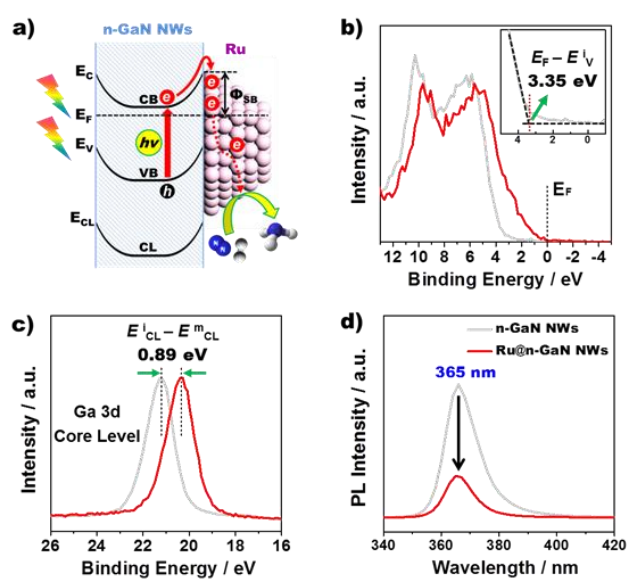 a)
n-GaN NWs
Ru
E_C
CB
e
e
e
Φ_SB
E_F
hν
e
E_V
VB
h
E_CL
CL
N
N
N
b)
Intensity / a.u.
E_F – E^i_V
3.35 eV
4 2 0
E_F
12 10 8 6 4 2 0 -2 -4
Binding Energy / eV
c)
Intensity / a.u.
E^i_CL – E^m_CL
0.89 eV
Ga 3d
Core Level
26 24 22 20 18 16
Binding Energy / eV
d)
PL Intensity / a.u.
n-GaN NWs
Ru@n-GaN NWs
365 nm
340 360 380 400 420
Wavelength / nm